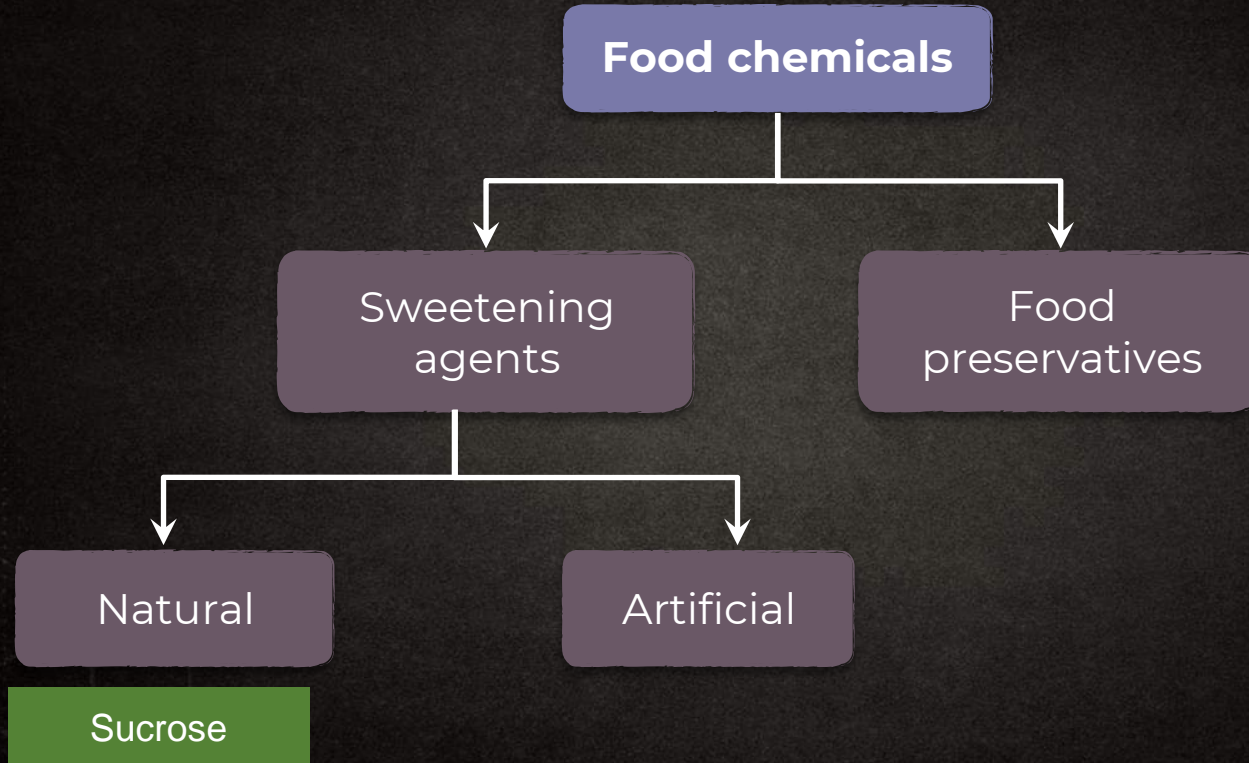 Food chemicals
Sweetening
agents
Food
preservatives
Natural
Artificial
Sucrose